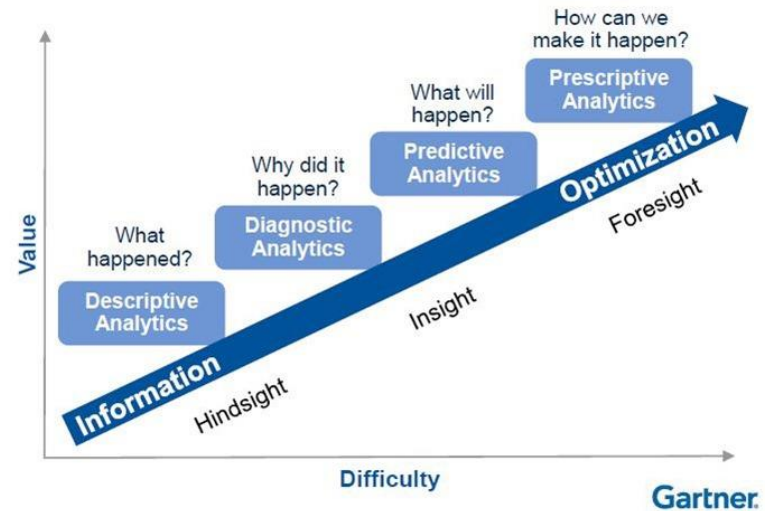 How can we
make it happen?
Prescriptive
Analytics
What will
happen?
Predictive
Analytics
Why did it
happen?
Diagnostic
Analytics
What
happened?
Descriptive
Analytics
Value
Information
Optimization
Hindsight
Insight
Foresight
Difficulty
Gartner.